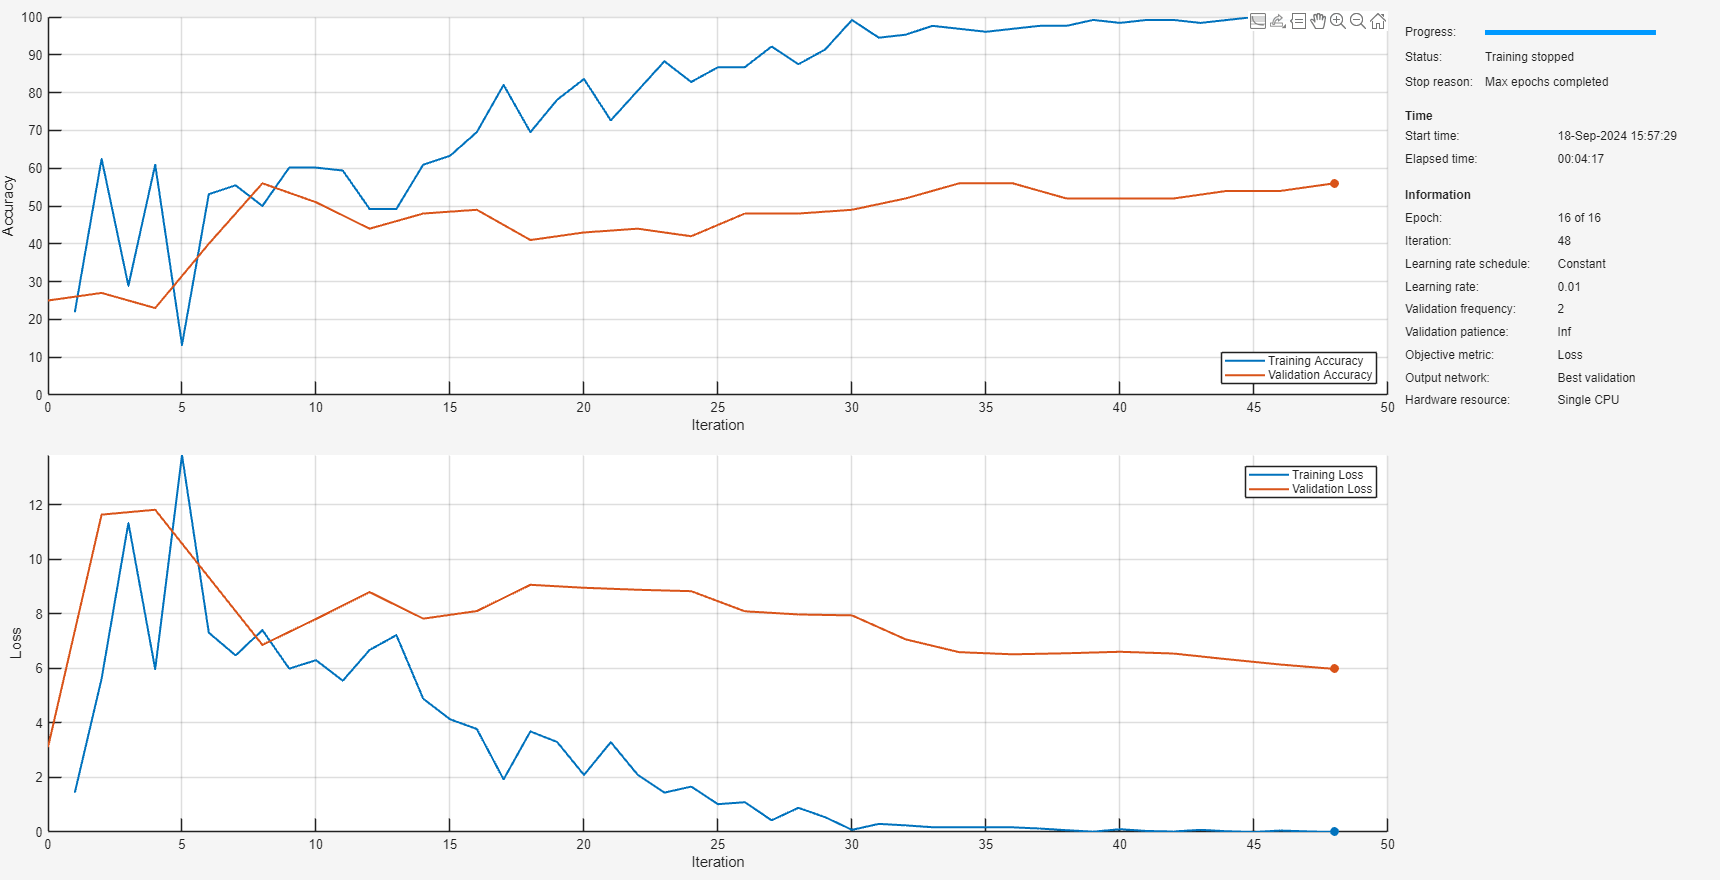 100
90
80
70
60
50
40
30
20
10
0
Accuracy
0 5 10 15 20 25 30 35 40 45 50
Iteration
Training Accuracy
Validation Accuracy
12
10
8
6
4
2
0
Loss
0 5 10 15 20 25 30 35 40 45 50
Iteration
Training Loss
Validation Loss
Progress:
Status: Training stopped
Stop reason: Max epochs completed
Time
Start time: 18-Sep-2024 15:57:29
Elapsed time: 00:04:17
Information
Epoch: 16 of 16
Iteration: 48
Learning rate schedule: Constant
Learning rate: 0.01
Validation frequency: 2
Validation patience: Inf
Objective metric: Loss
Output network: Best validation
Hardware resource: Single CPU